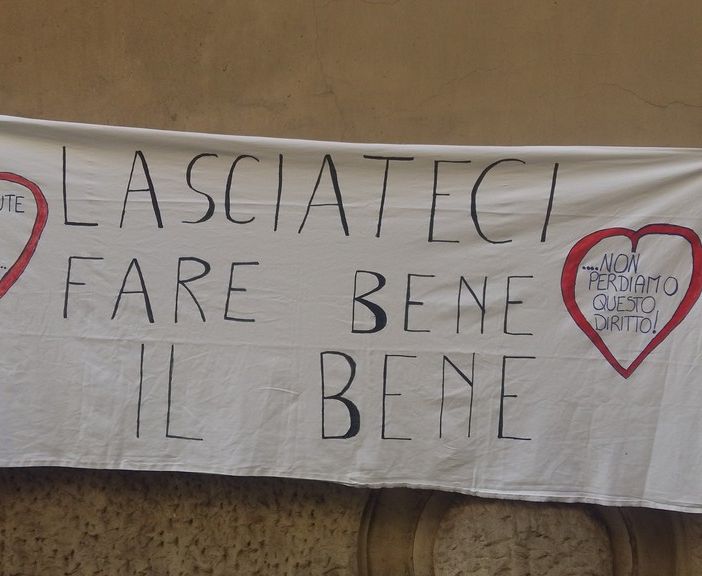 LASCIATECI
FARE BENE
IL BENE
....NON
PERDIAMO
QUESTO
DIRITTO!